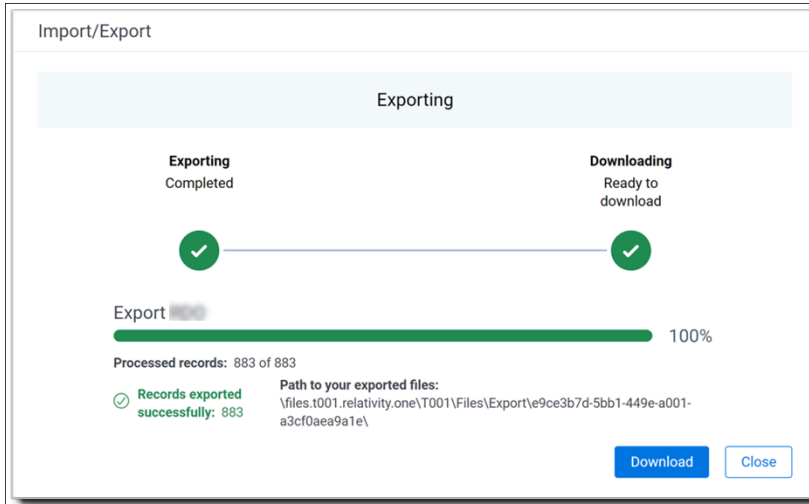 Import/Export
Exporting
Exporting
Completed
Downloading
Ready to
download
Export
100%
Processed records: 883 of 883
Records exported
successfully: 883
Path to your exported files:
\files.t001.relativity.one\T001\Files\Export\e9ce3b7d-5bb1-449e-a001-
a3cf0aea9a1e\
Download
Close